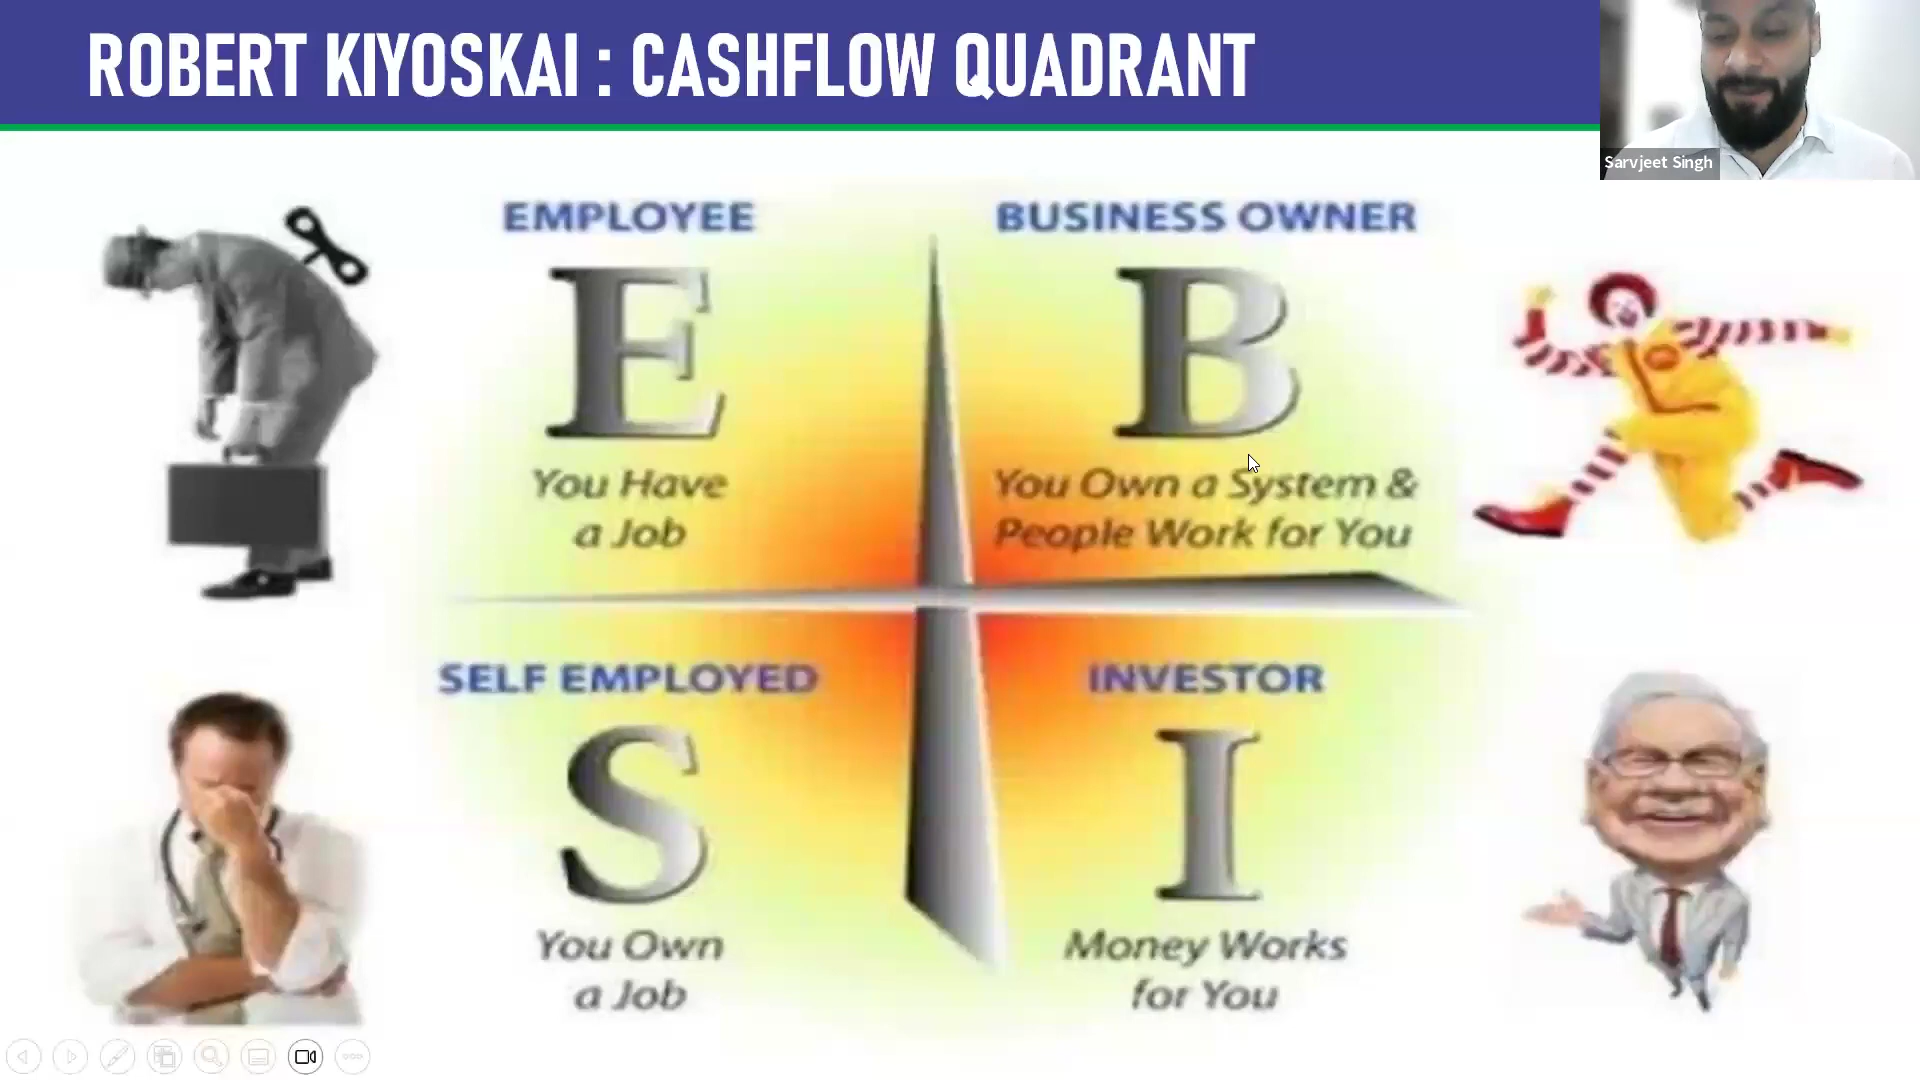 ROBERT KIYOSKAI : CASHFLOW QUADRANT
Sarvjeet Singh
EMPLOYEE
E
You Have
a Job
BUSINESS OWNER
B
You Own a System &
People Work for You
SELF EMPLOYED
S
You Own
a Job
INVESTOR
I
Money Works
for You